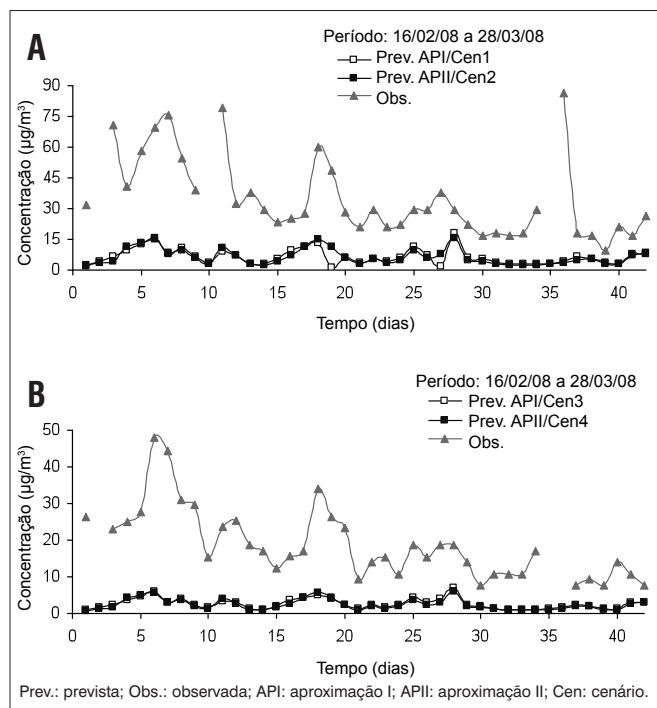 A
Período: 16/02/08 a 28/03/08
Prev. API/Cen1
Prev. APII/Cen2
Obs.
Concentração (µg/m³)
90
75
60
45
30
15
0
0 5 10 15 20 25 30 35 40
Tempo (dias)
B
Período: 16/02/08 a 28/03/08
Prev. API/Cen3
Prev. APII/Cen4
Obs.
Concentração (µg/m³)
50
40
30
20
10
0
0 5 10 15 20 25 30 35 40
Tempo (dias)
Prev.: prevista; Obs.: observada; API: aproximação I; APII: aproximação II; Cen: cenário.